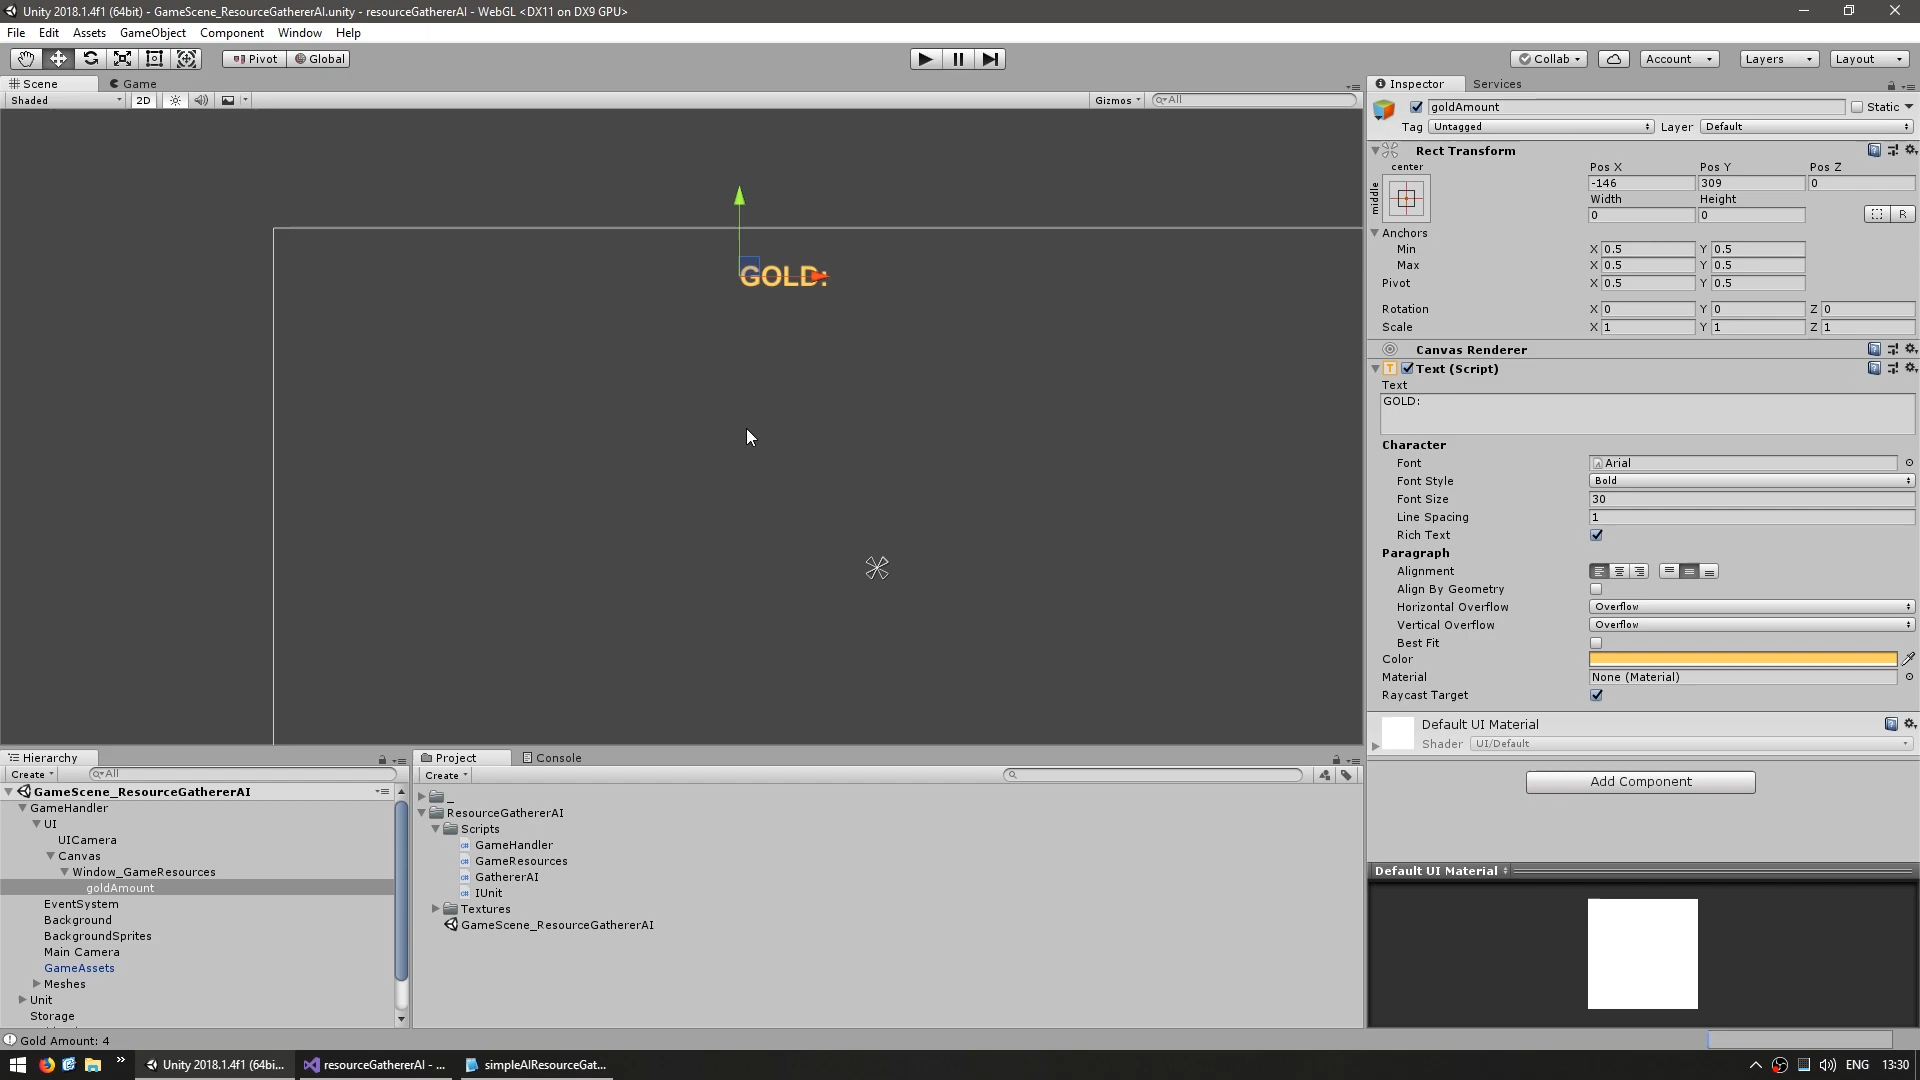 Unity 2018.1.4f1 (64bit) - GameScene_ResourceGathererAI.unity - resourceGathererAI - WebGL <DX11 on DX9 GPU>
File Edit Assets GameObject Component Window Help
Pivot Global Collab Account Layers Layout
Scene Game
Shaded 2D Gizmos All
GOLD:
Inspector Services
goldAmount Static
Tag Untagged Layer Default
Rect Transform
center
middle
Pos X Pos Y Pos Z
-146 309 0
Width Height
0 0 R
Anchors
Min X 0.5 Y 0.5
Max X 0.5 Y 0.5
Pivot X 0.5 Y 0.5
Rotation X 0 Y 0 Z 0
Scale X 1 Y 1 Z 1
Canvas Renderer
T Text (Script)
Text
GOLD:
Character
Font Arial
Font Style Bold
Font Size 30
Line Spacing 1
Rich Text
Paragraph
Alignment
Align By Geometry
Horizontal Overflow Overflow
Vertical Overflow Overflow
Best Fit
Color
Material None (Material)
Raycast Target
Default UI Material
Shader UI/Default
Add Component
Default UI Material
Hierarchy
Create All
GameScene_ResourceGathererAI
GameHandler
UI
UICamera
Canvas
Window_GameResources
goldAmount
EventSystem
Background
BackgroundSprites
Main Camera
GameAssets
Meshes
Unit
Storage
Project Console
Create
_
ResourceGathererAI
Scripts
GameHandler
GameResources
GathererAI
IUnit
Textures
GameScene_ResourceGathererAI
Gold Amount: 4
Unity 2018.1.4f1 (64bi... resourceGathererAI - ... simpleAIResourceGat... ENG 13:30